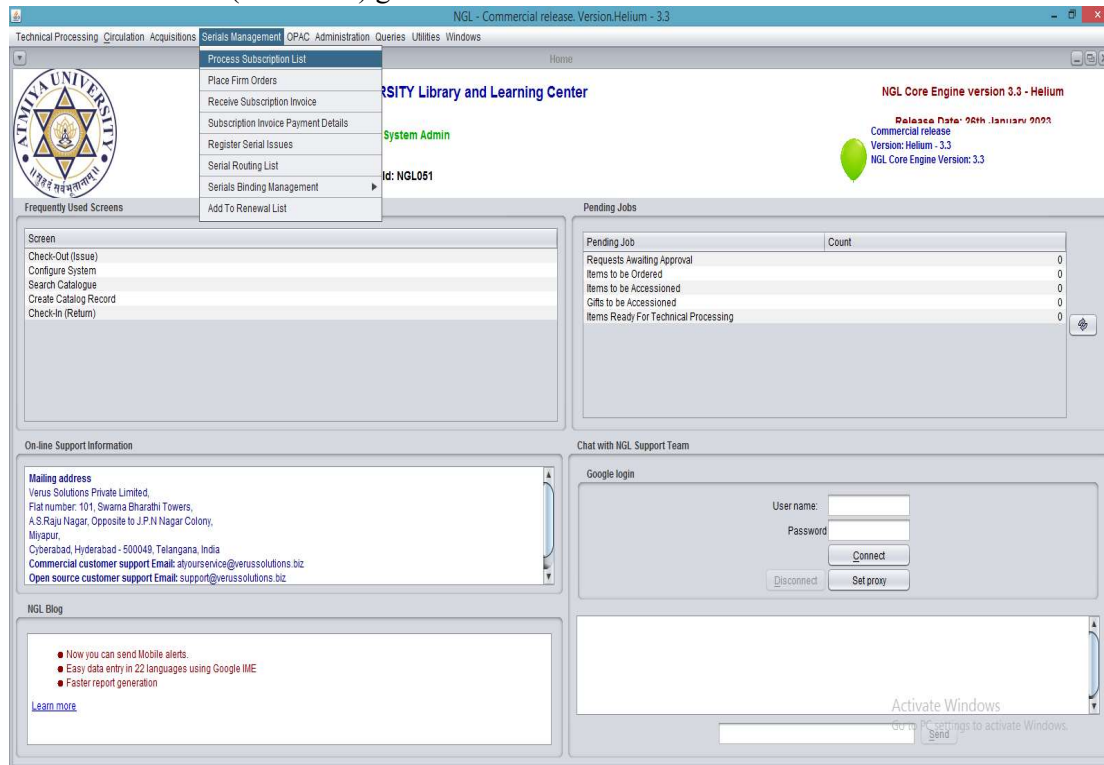 NGL - Commercial release. Version.Helium - 3.3
Technical Processing Circulation Acquisitions Serials Management OPAC Administration Queries Utilities Windows
Home
Process Subscription List
Place Firm Orders
Receive Subscription Invoice
Subscription Invoice Payment Details
Register Serial Issues
Serial Routing List
Serials Binding Management
Add To Renewal List
ATMIYA UNIVERSITY
॥सुहृदं सर्वभूतानाम्॥
RSITY Library and Learning Center
System Admin
Id: NGL051
NGL Core Engine version 3.3 - Helium
Release Date: 26th January 2023
Commercial release
Version: Helium - 3.3
NGL Core Engine Version: 3.3
Frequently Used Screens
Screen
Check-Out (Issue)
Configure System
Search Catalogue
Create Catalog Record
Check-In (Return)
Pending Jobs
Pending Job Count
Requests Awaiting Approval 0
Items to be Ordered 0
Items to be Accessioned 0
Gifts to be Accessioned 0
Items Ready For Technical Processing 0
On-line Support Information
Mailing address
Verus Solutions Private Limited,
Flat number: 101, Swarna Bharathi Towers,
A.S.Raju Nagar, Opposite to J.P.N Nagar Colony,
Miyapur,
Cyberabad, Hyderabad - 500049, Telangana, India
Commercial customer support Email: atyourservice@verussolutions.biz
Open source customer support Email: support@verussolutions.biz
Chat with NGL Support Team
Google login
User name:
Password
Connect
Disconnect Set proxy
NGL Blog
Now you can send Mobile alerts.
Easy data entry in 22 languages using Google IME
Faster report generation
Learn more
Activate Windows
Go to PC settings to activate Windows.
Send